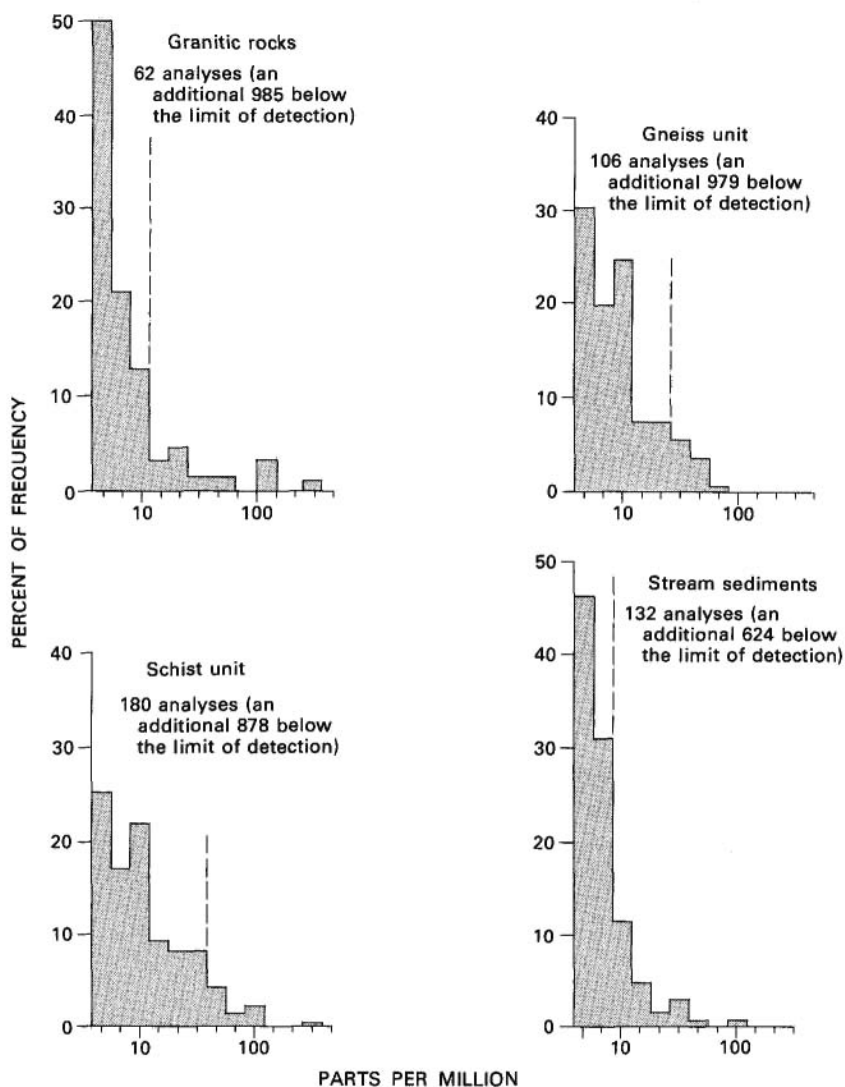 Granitic rocks
62 analyses (an
additional 985 below
the limit of detection)
50
40
30
20
10
0
10
100
Gneiss unit
106 analyses (an
additional 979 below
the limit of detection)
40
30
20
10
0
10
100
PERCENT OF FREQUENCY
Schist unit
180 analyses (an
additional 878 below
the limit of detection)
40
30
20
10
0
10
100
Stream sediments
132 analyses (an
additional 624 below
the limit of detection)
50
40
30
20
10
0
10
100
PARTS PER MILLION